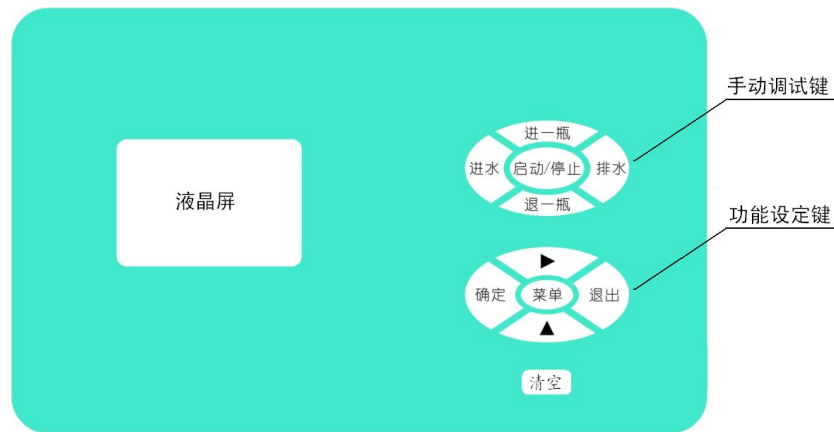 手动调试键
进一瓶
进水 启动/停止 排水
退一瓶
液晶屏
功能设定键
▶
确定 菜单 退出
▲
清空